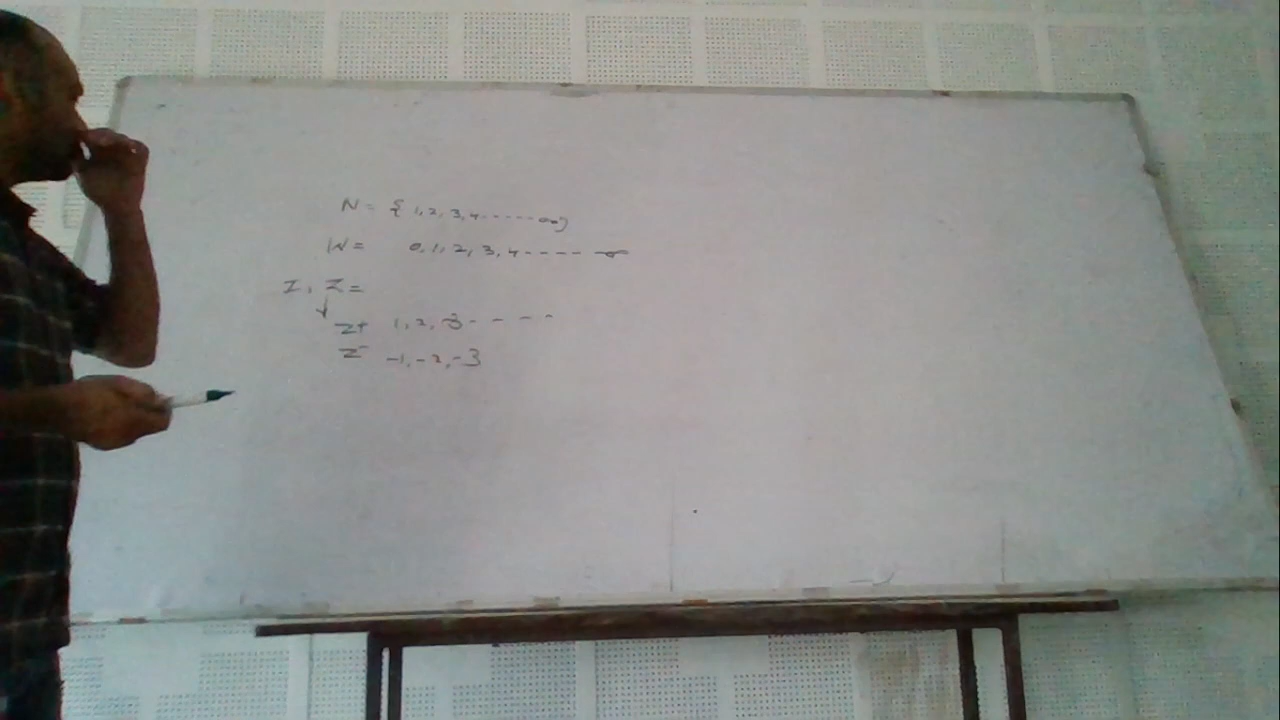 N = { 1, 2, 3, 4 ------ ∞}
W = 0, 1, 2, 3, 4 ----- ∞
I, Z =
↓
Z+ 1, 2, 3 - - - - -
Z- -1, -2, -3